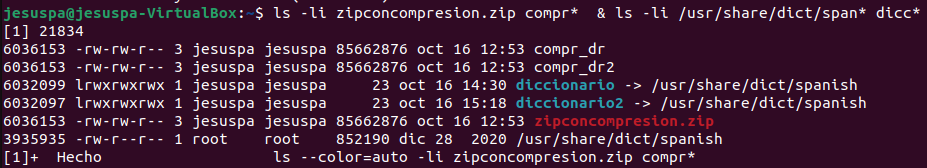 jesuspa@jesuspa-VirtualBox:~$ ls -li zipconcompresion.zip compr*  & ls -li /usr/share/dict/span* dicc*
[1] 21834
6036153 -rw-rw-r-- 3 jesuspa jesuspa 85662876 oct 16 12:53 compr_dr
6036153 -rw-rw-r-- 3 jesuspa jesuspa 85662876 oct 16 12:53 compr_dr2
6032099 lrwxrwxrwx 1 jesuspa jesuspa     23 oct 16 14:30 diccionario -> /usr/share/dict/spanish
6032097 lrwxrwxrwx 1 jesuspa jesuspa     23 oct 16 15:18 diccionario2 -> /usr/share/dict/spanish
6036153 -rw-rw-r-- 3 jesuspa jesuspa 85662876 oct 16 12:53 zipconcompresion.zip
3935935 -rw-r--r-- 1 root    root    852190 dic 28  2020 /usr/share/dict/spanish
[1]+  Hecho                   ls --color=auto -li zipconcompresion.zip compr*